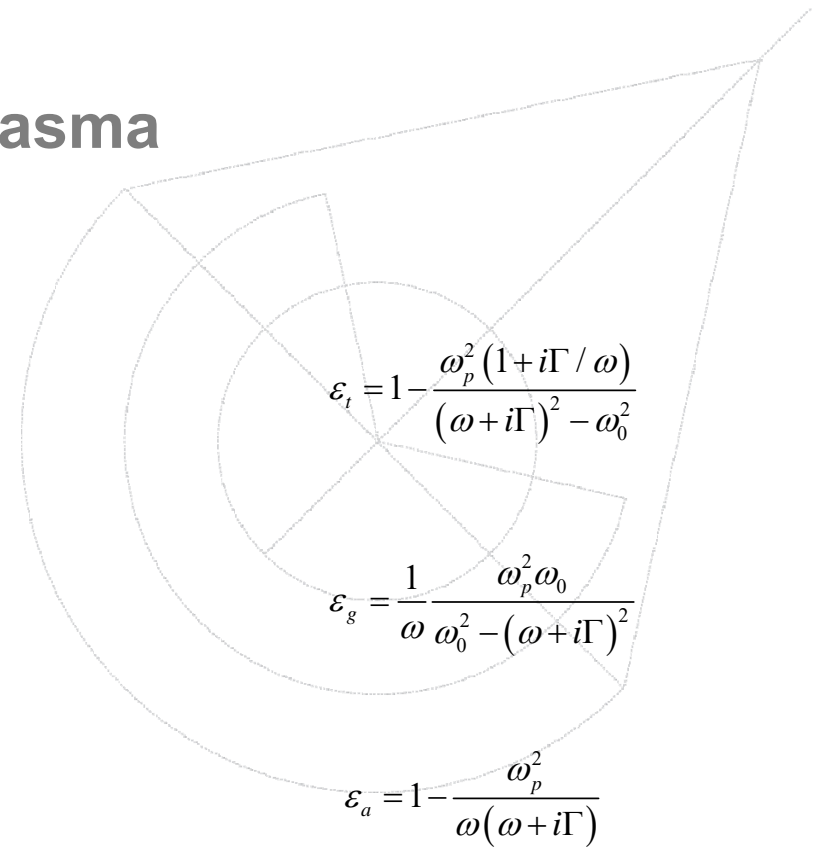 asma
ε_t = 1 − ω_p^2 (1 + iΓ / ω) / ((ω + iΓ)^2 − ω_0^2)
ε_g = 1/ω ω_p^2 ω_0 / (ω_0^2 − (ω + iΓ)^2)
ε_a = 1 − ω_p^2 / (ω(ω + iΓ))